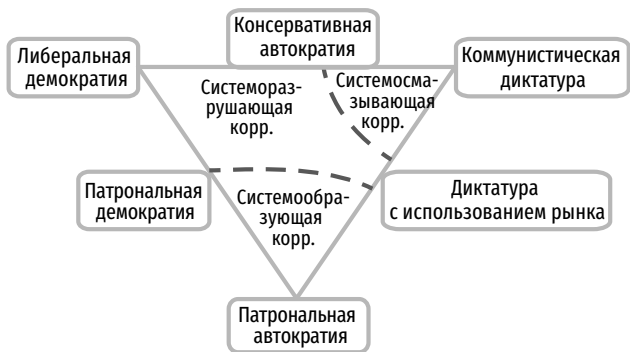 Консервативная
автократия
Либеральная
демократия
Коммунистическая
диктатура
Системораз-
рушающая
корр.
Системосма-
зывающая
корр.
Патрональная
демократия
Системообра-
зующая
корр.
Диктатура
с использованием рынка
Патрональная
автократия